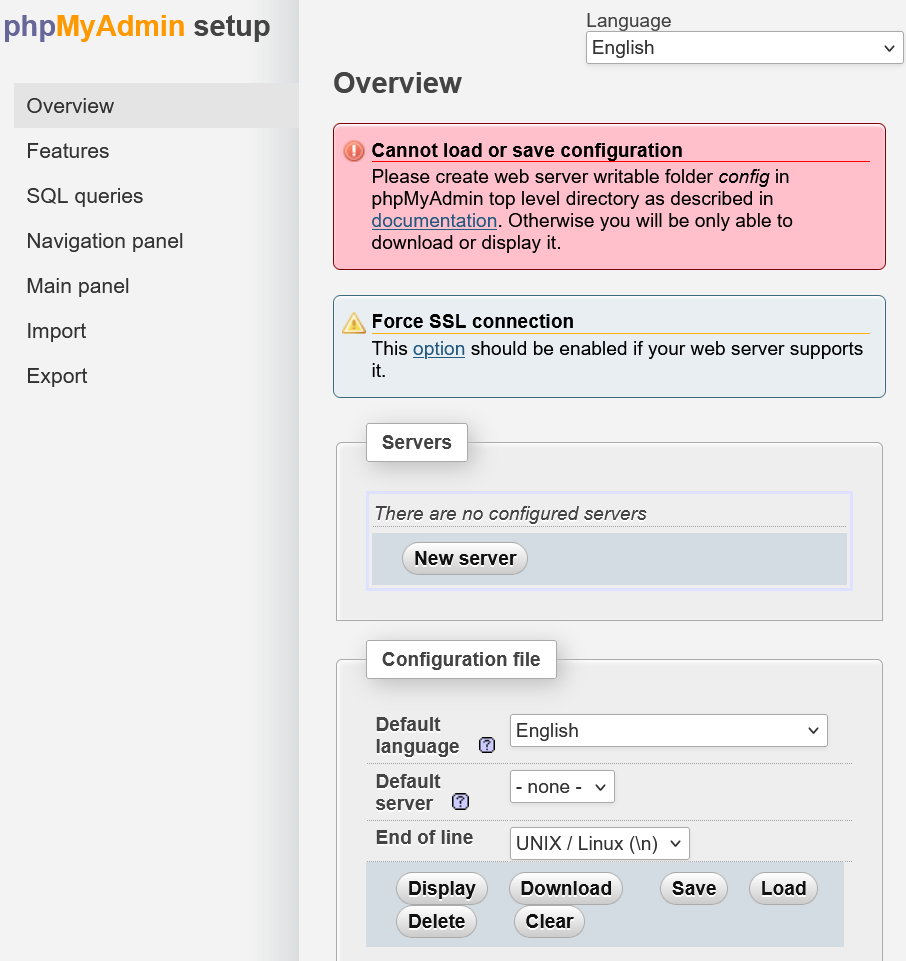 phpMyAdmin setup
Overview
Features
SQL queries
Navigation panel
Main panel
Import
Export
Language
English
Overview
Cannot load or save configuration
Please create web server writable folder config in
phpMyAdmin top level directory as described in
documentation. Otherwise you will be only able to
download or display it.
Force SSL connection
This option should be enabled if your web server supports
it.
Servers
There are no configured servers
New server
Configuration file
Default
language ?
English
Default
server ?
- none -
End of line
UNIX / Linux (\n)
Display Download Save Load
Delete Clear